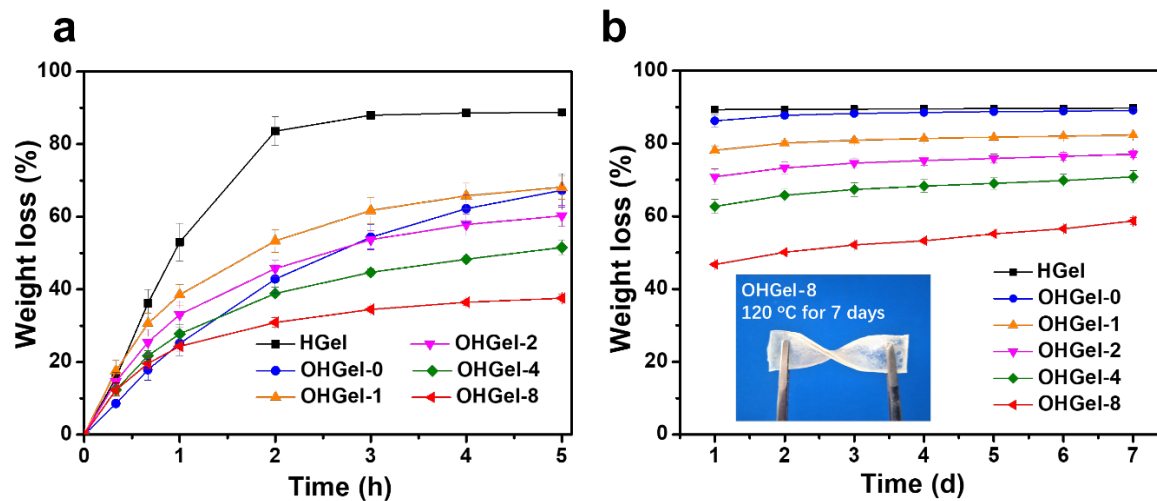 a
100
80
60
40
20
0
Weight loss (%)
0 1 2 3 4 5
Time (h)
HGel
OHGel-0
OHGel-1
OHGel-2
OHGel-4
OHGel-8
b
100
80
60
40
20
0
Weight loss (%)
1 2 3 4 5 6 7
Time (d)
OHGel-8
120 °C for 7 days
HGel
OHGel-0
OHGel-1
OHGel-2
OHGel-4
OHGel-8